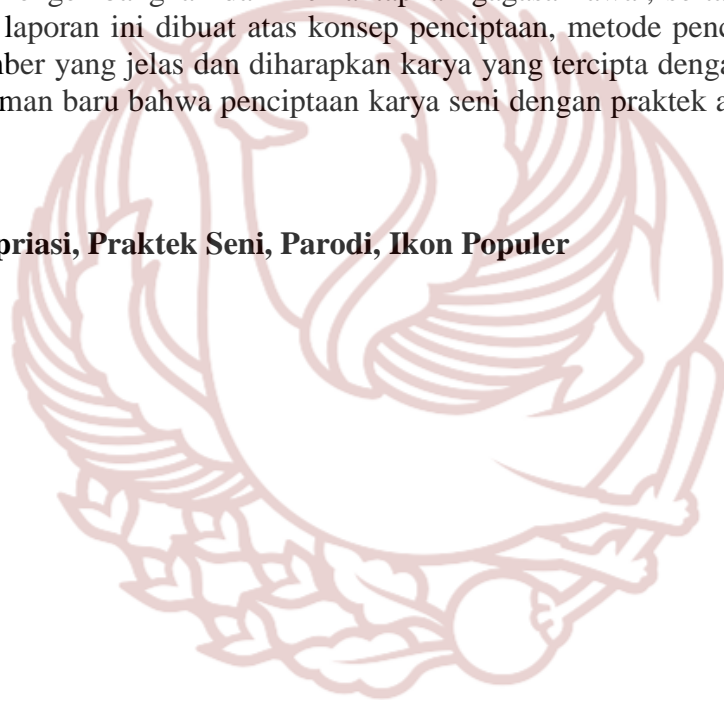 laporan ini dibuat atas konsep penciptaan, metode penc
ber yang jelas dan diharapkan karya yang tercipta denga
man baru bahwa penciptaan karya seni dengan praktek a
priasi, Praktek Seni, Parodi, Ikon Populer